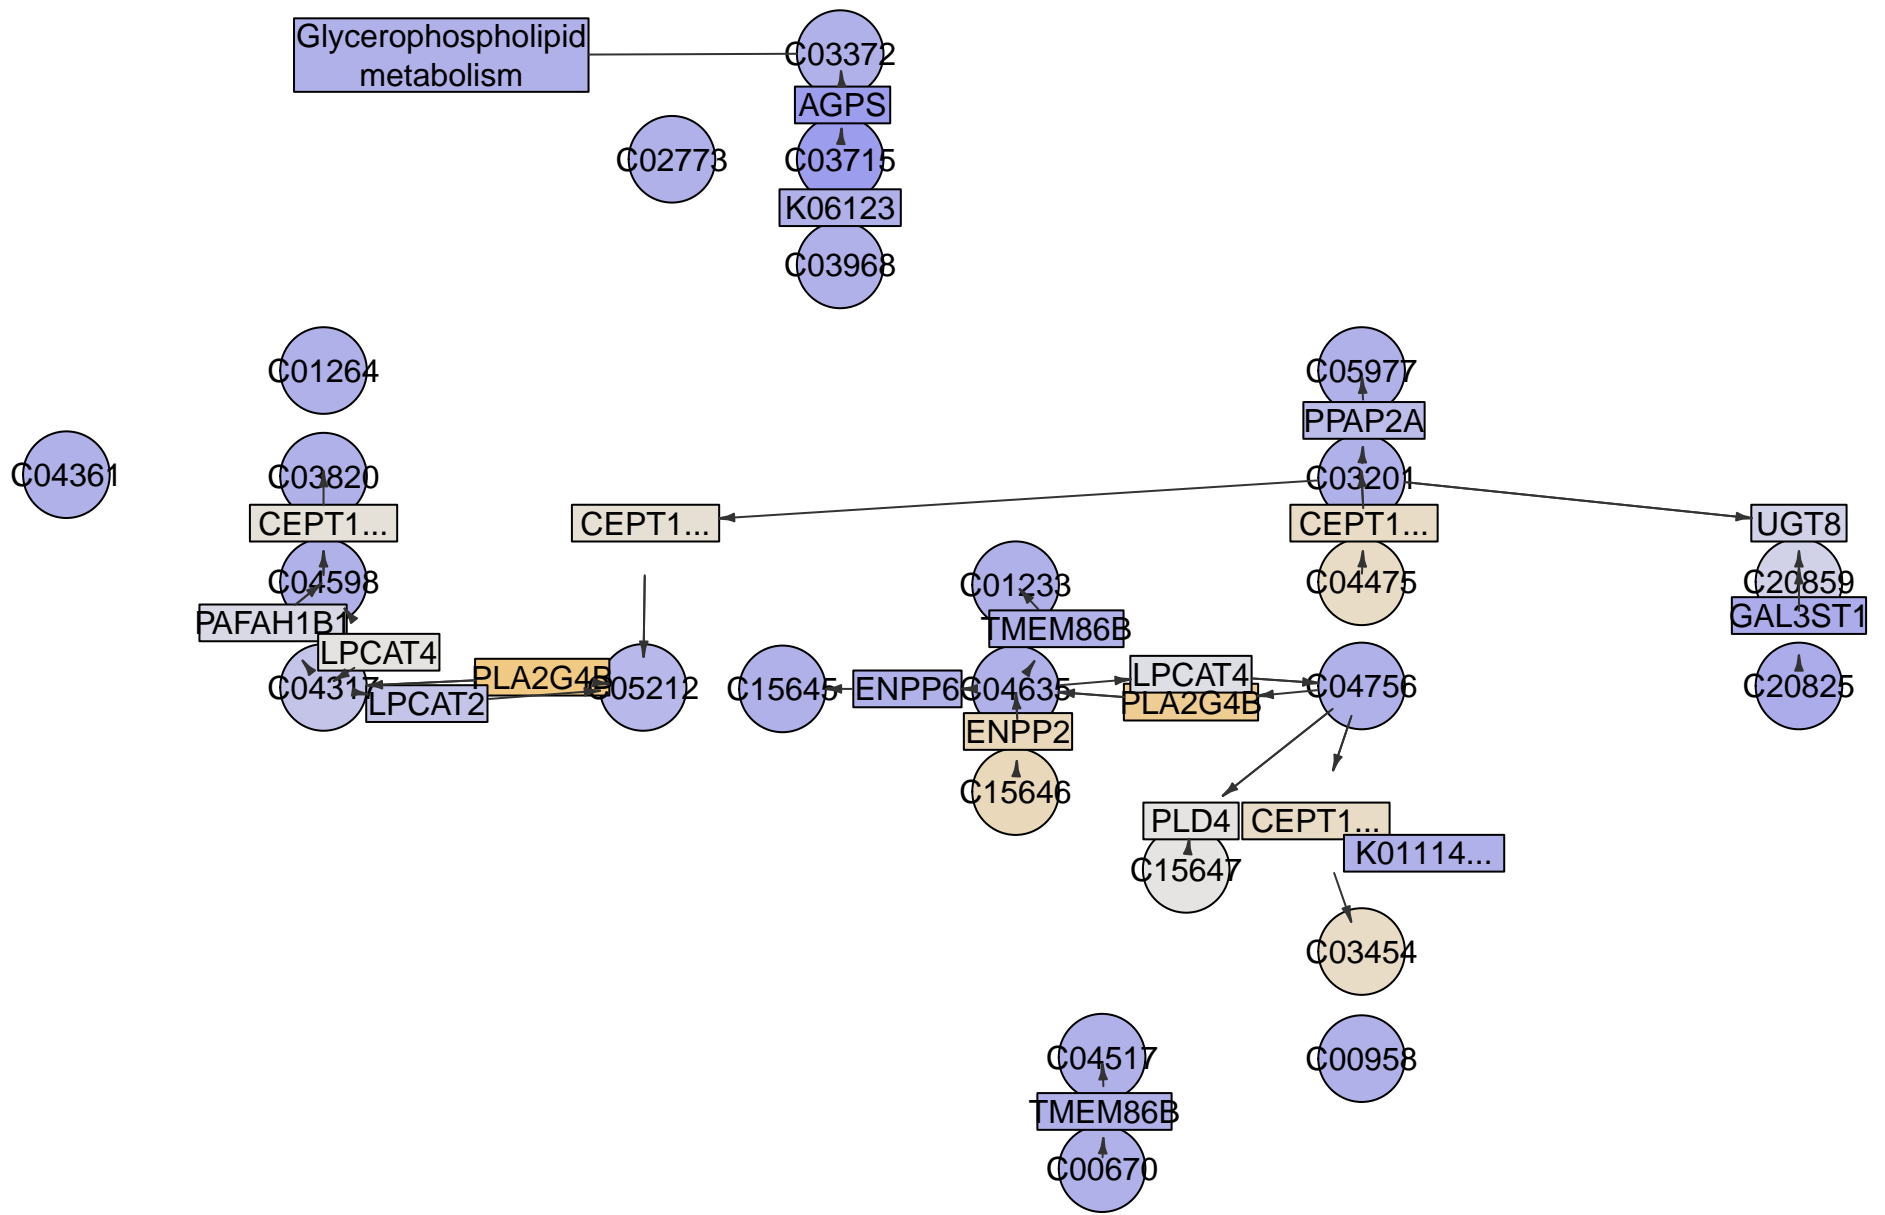 Glycerophospholipid
metabolism
C03372
AGPS
C02773
C03715
K06123
C03968
C01264
C05977
PPAP2A
C04361
C03820
C03201
CEPT1...
CEPT1...
CEPT1...
UGT8
C04598
C01233
C04475
C20859
PAFAH1B1
TMEM86B
GAL3ST1
LPCAT4
LPCAT4
C04317
PLA2G4B
C05212
C15645
ENPP6
C04635
C04756
C20825
LPCAT2
PLA2G4B
ENPP2
C15646
PLD4
CEPT1...
K01114...
C15647
C03454
C04517
C00958
TMEM86B
C00670